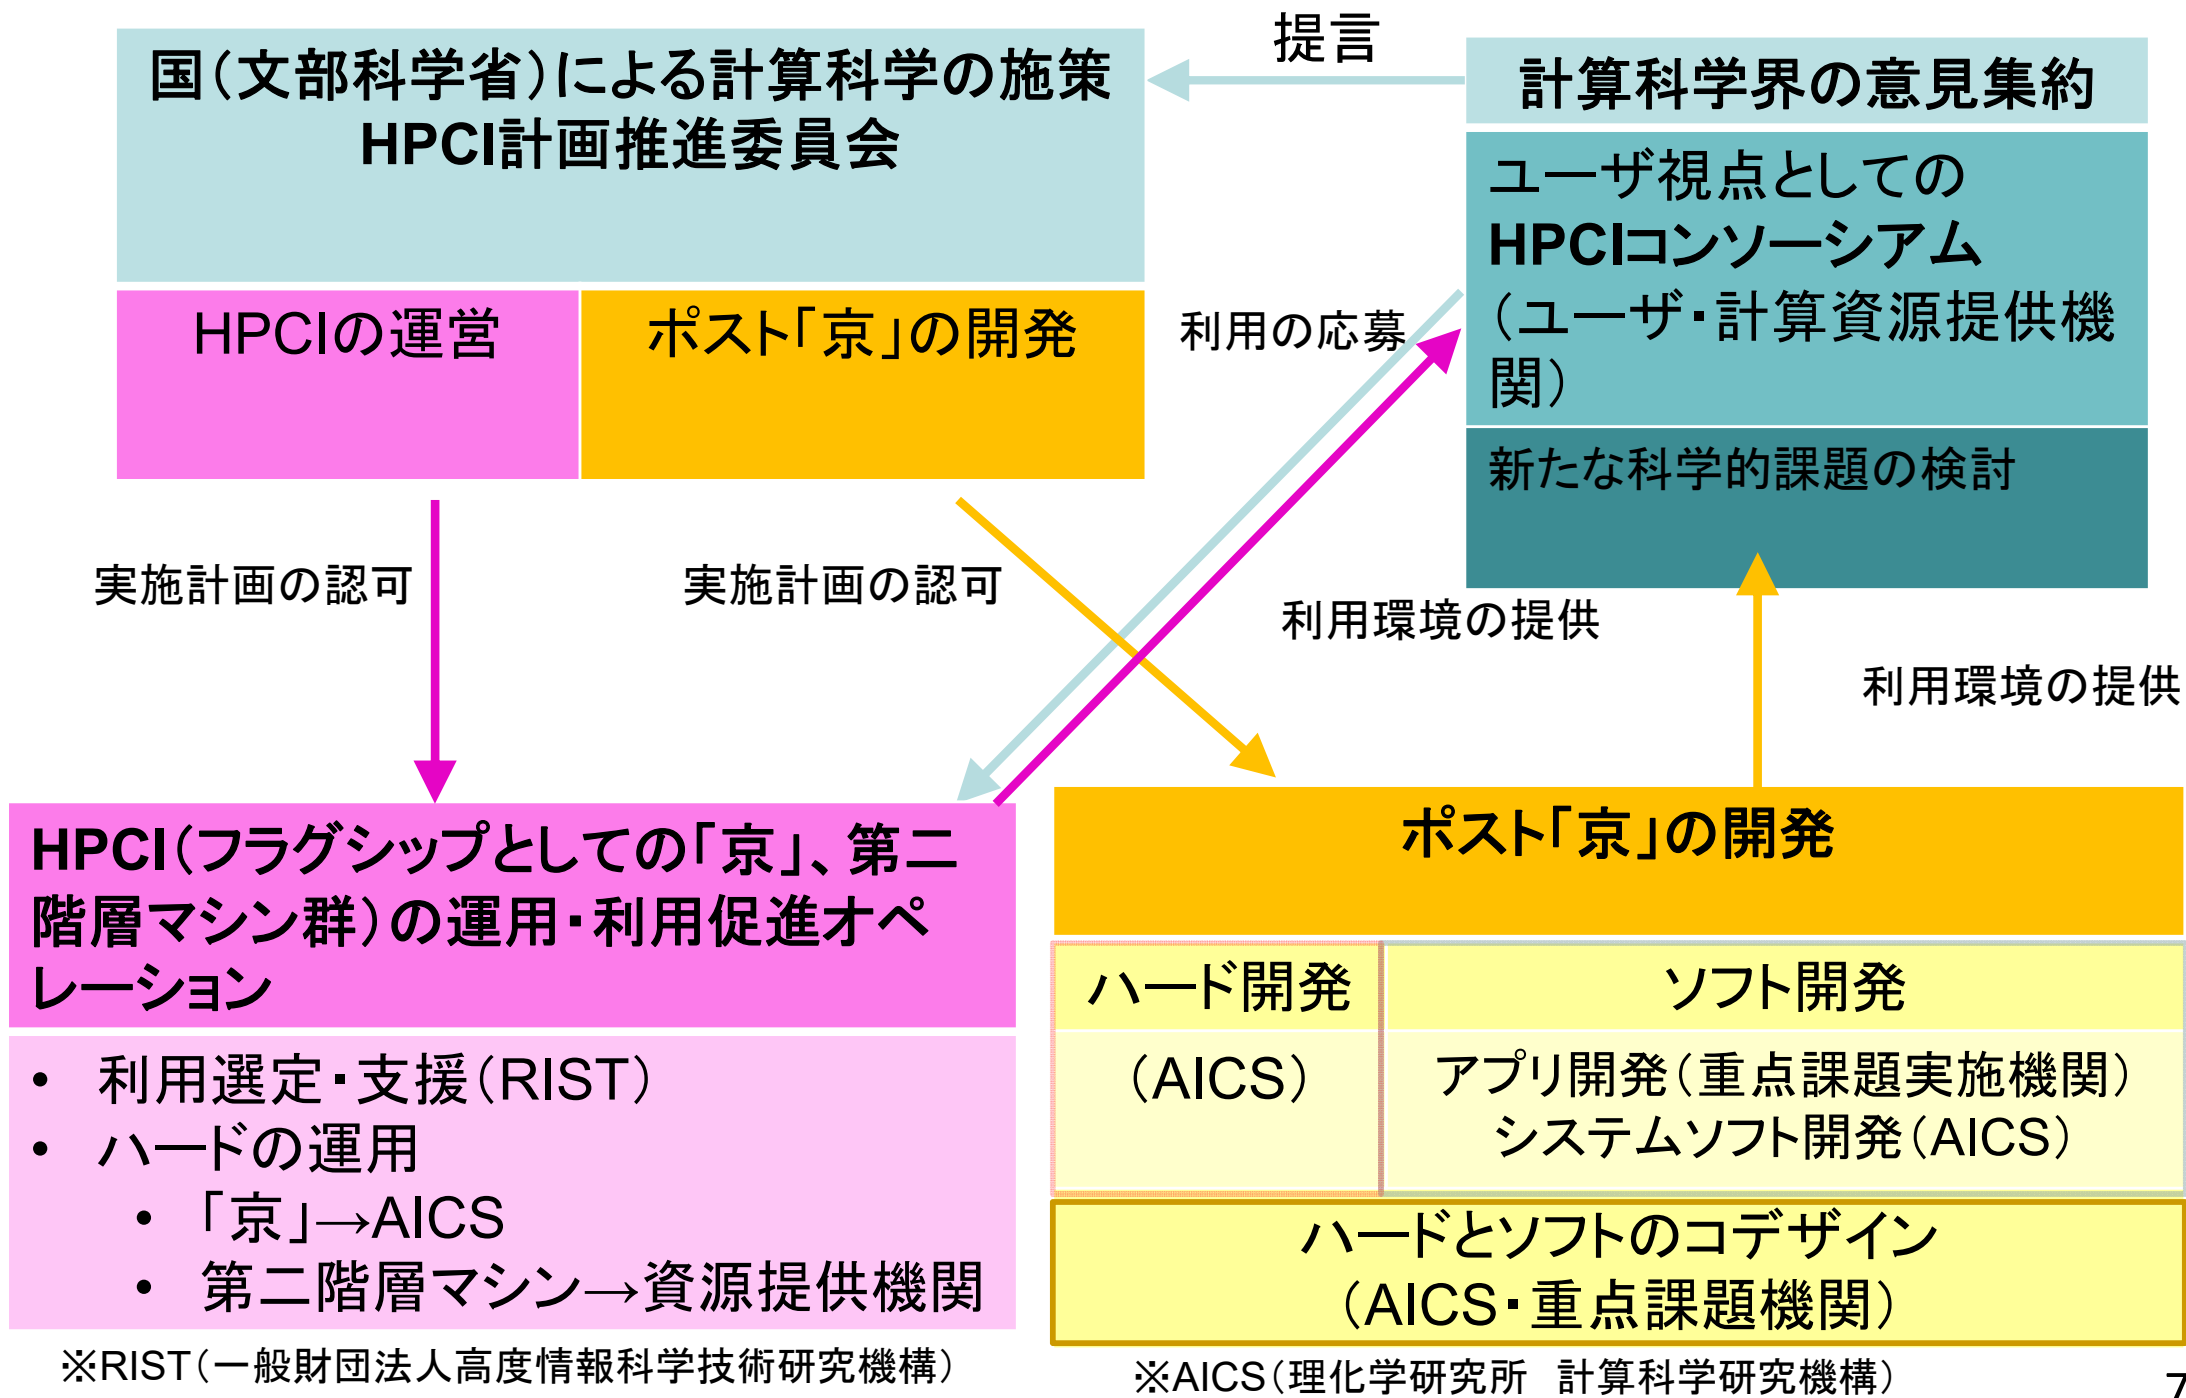 国（文部科学省）による計算科学の施策
HPCI計画推進委員会
提言
計算科学界の意見集約
ユーザ視点としての
HPCIコンソーシアム
（ユーザ・計算資源提供機
関）
新たな科学的課題の検討
HPCIの運営
ポスト「京」の開発
利用の応募
実施計画の認可
実施計画の認可
利用環境の提供
利用環境の提供
HPCI（フラグシップとしての「京」、第二
階層マシン群）の運用・利用促進オペ
レーション
• 利用選定・支援（RIST）
• ハードの運用
• 「京」→AICS
• 第二階層マシン→資源提供機関
※RIST（一般財団法人高度情報科学技術研究機構）
ポスト「京」の開発
ハード開発
（AICS）
ソフト開発
アプリ開発（重点課題実施機関）
システムソフト開発（AICS）
ハードとソフトのコデザイン
（AICS・重点課題機関）
※AICS（理化学研究所　計算科学研究機構）
7